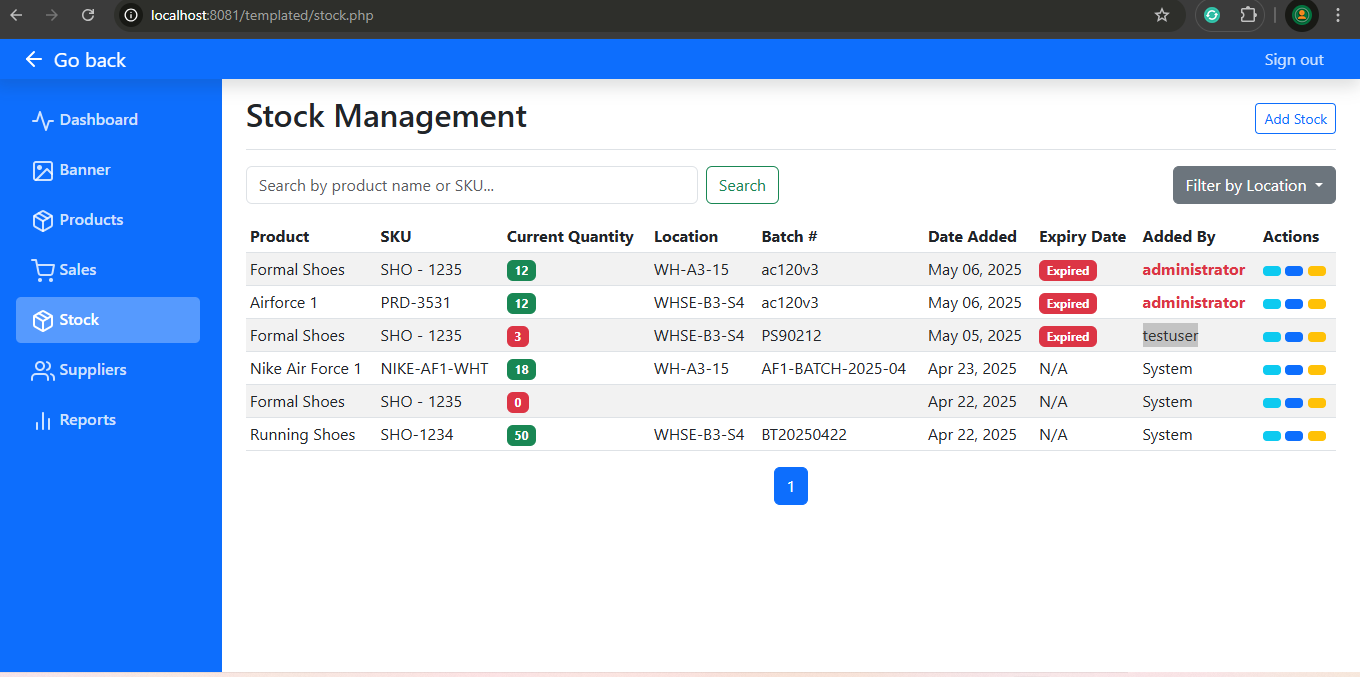 localhost:8081/templated/stock.php
Go back
Sign out
Dashboard
Banner
Products
Sales
Stock
Suppliers
Reports
Stock Management
Add Stock
Search by product name or SKU...
Search
Filter by Location
Product SKU Current Quantity Location Batch # Date Added Expiry Date Added By Actions
Formal Shoes SHO - 1235 12 WH-A3-15 ac120v3 May 06, 2025 Expired administrator
Airforce 1 PRD-3531 12 WHSE-B3-S4 ac120v3 May 06, 2025 Expired administrator
Formal Shoes SHO - 1235 3 WHSE-B3-S4 PS90212 May 05, 2025 Expired testuser
Nike Air Force 1 NIKE-AF1-WHT 18 WH-A3-15 AF1-BATCH-2025-04 Apr 23, 2025 N/A System
Formal Shoes SHO - 1235 0 Apr 22, 2025 N/A System
Running Shoes SHO-1234 50 WHSE-B3-S4 BT20250422 Apr 22, 2025 N/A System
1